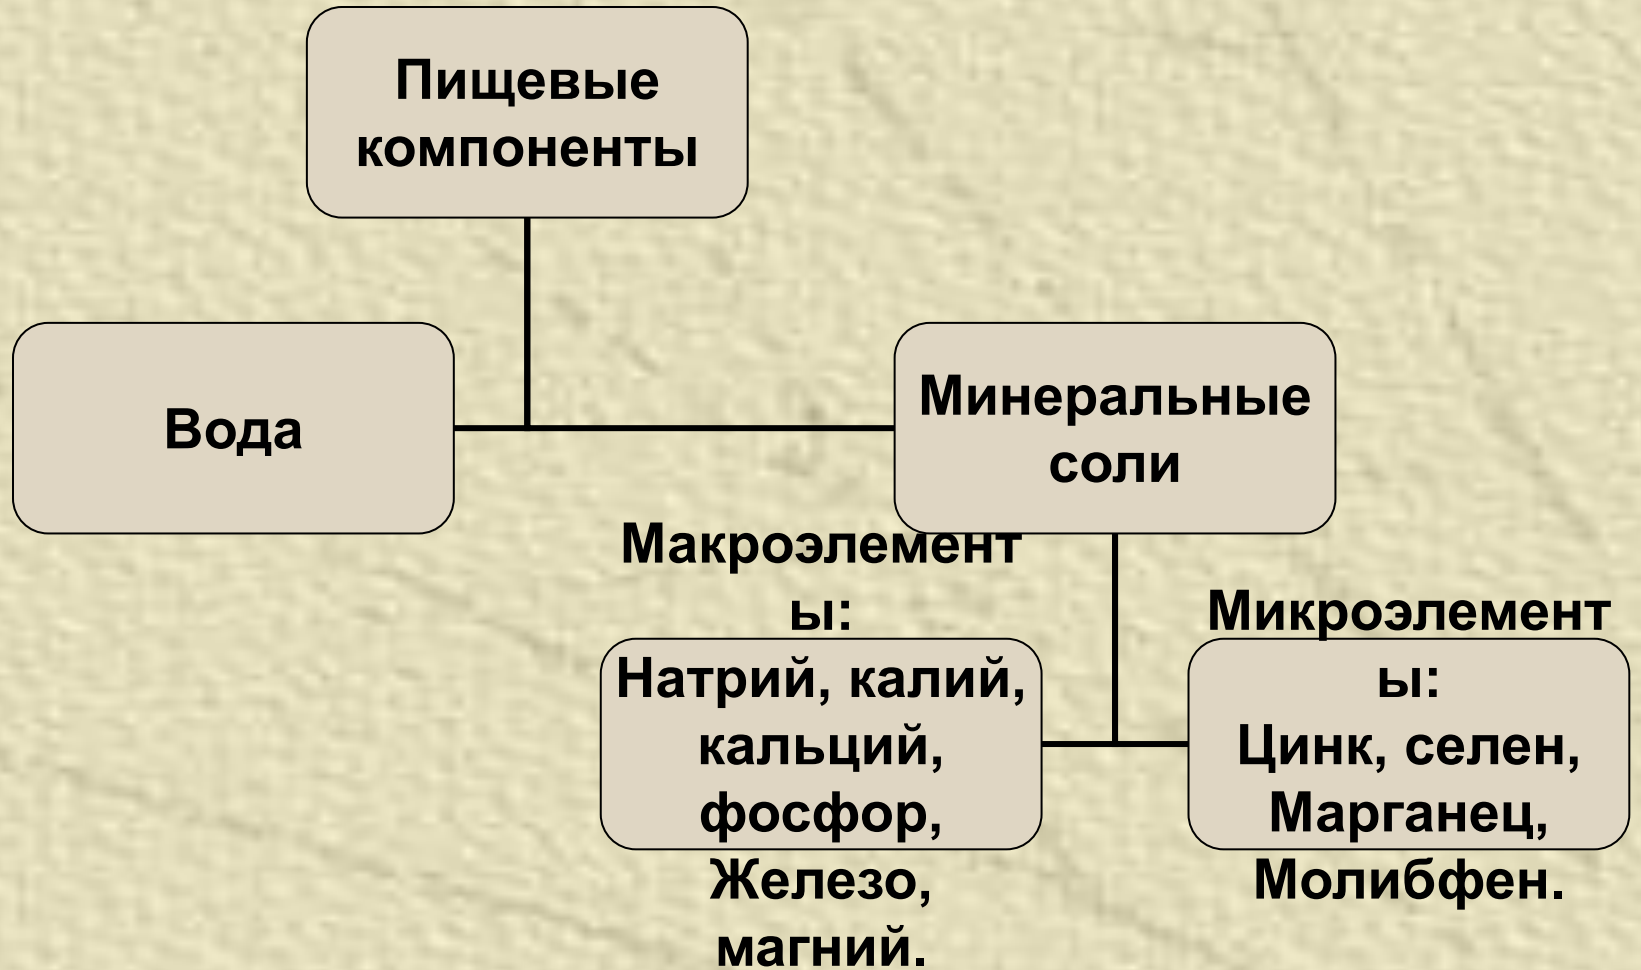 Пищевые
компоненты
Вода
Минеральные
соли
Макроэлемент
ы:
Натрий, калий,
кальций,
фосфор,
Железо,
магний.
Микроэлемент
ы:
Цинк, селен,
Марганец,
Молибфен.